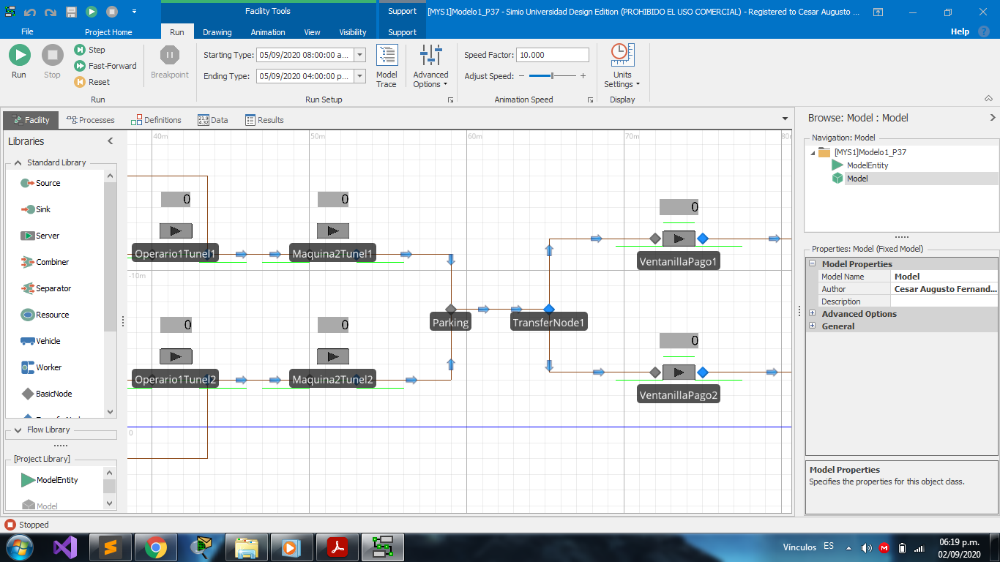 Facility Tools
Support
[MYS1]Modelo1_P37 - Simio Universidad Design Edition (PROHIBIDO EL USO COMERCIAL) - Registered to Cesar Augusto ...
File
Project Home
Run
Drawing
Animation
View
Visibility
Support
Help
Run
Stop
Step
Fast-Forward
Reset
Breakpoint
Starting Type:
05/09/2020 08:00:00 a...
Ending Type:
05/09/2020 04:00:00 p...
Model
Trace
Advanced
Options
Speed Factor:
10.000
Adjust Speed:
Units
Settings
Run
Run Setup
Animation Speed
Display
Facility
Processes
Definitions
Data
Results
Libraries
Standard Library
Source
Sink
Server
Combiner
Separator
Resource
Vehicle
Worker
BasicNode
Flow Library
[Project Library]
ModelEntity
Model
40m
50m
60m
70m
80m
0
0
0
Operario1Tunel1
Maquina2Tunel1
VentanillaPago1
-10m
Parking
TransferNode1
0
0
0
Operario1Tunel2
Maquina2Tunel2
VentanillaPago2
0
Browse: Model : Model
Navigation: Model
[MYS1]Modelo1_P37
ModelEntity
Model
Properties: Model (Fixed Model)
Model Properties
Model Name
Model
Author
Cesar Augusto Fernand...
Description
Advanced Options
General
Model Properties
Specifies the properties for this object class.
Stopped
Vínculos
ES
06:19 p.m.
02/09/2020